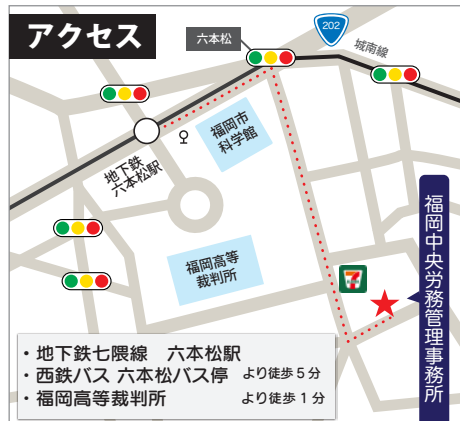 アクセス
六本松
202
城南線
福岡市
科学館
地下鉄
六本松駅
福岡高等
裁判所
7
福岡中央労務管理事務所
・地下鉄七隈線 六本松駅
・西鉄バス 六本松バス停 より徒歩5分
・福岡高等裁判所 より徒歩1分